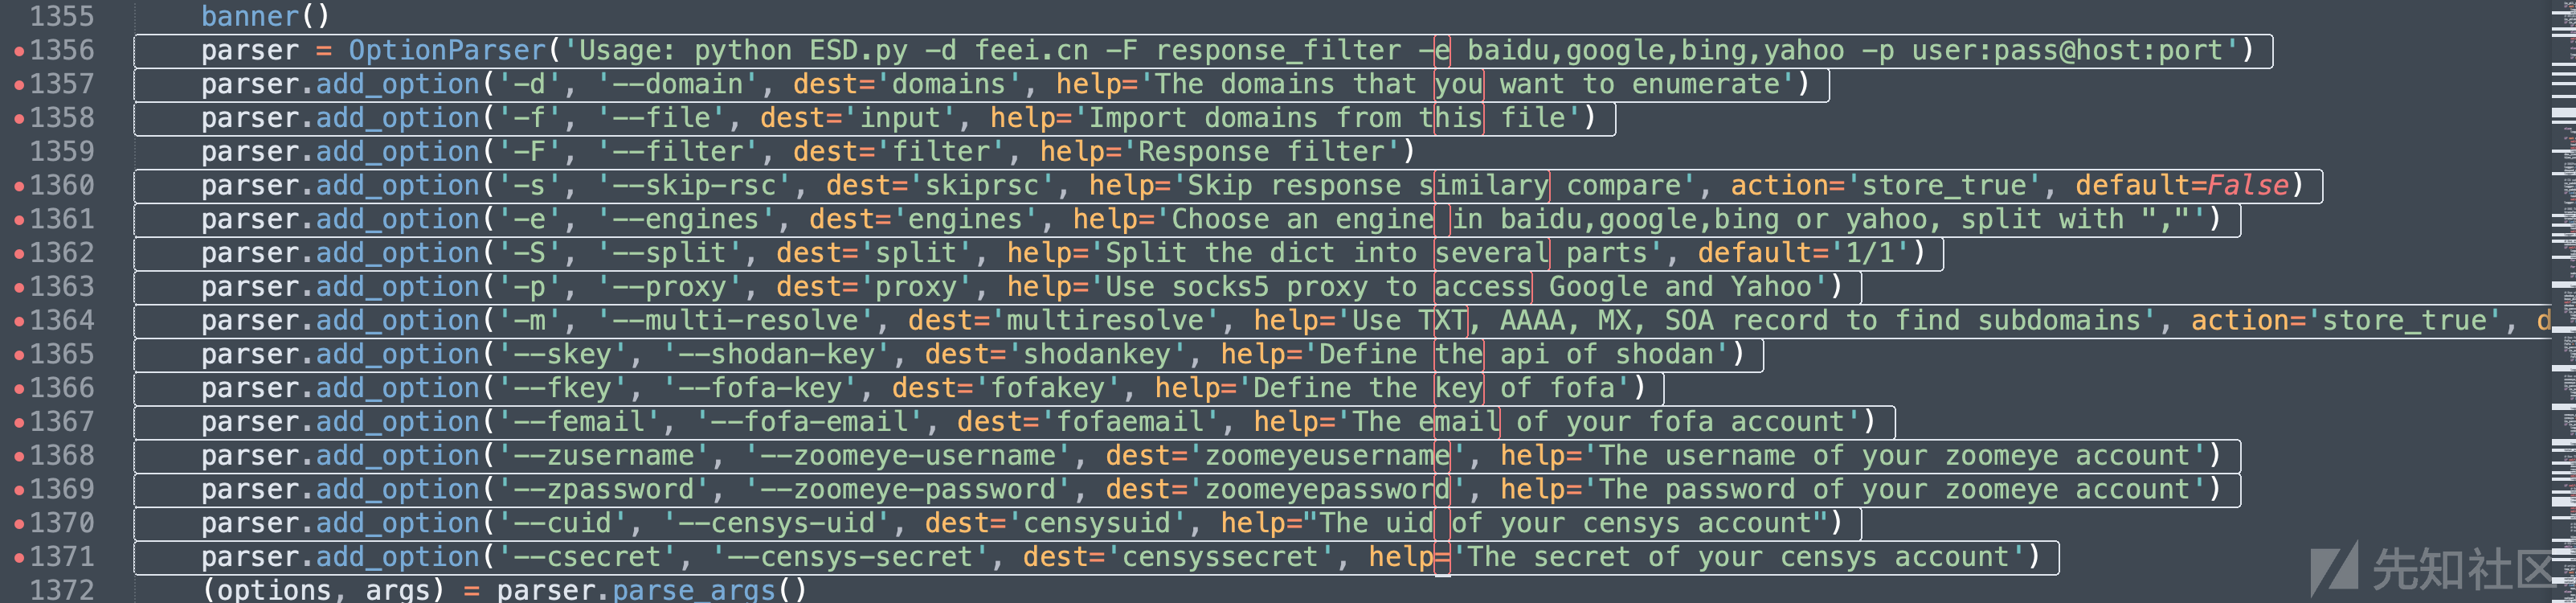 1355 banner()
1356 parser = OptionParser('Usage: python ESD.py -d feei.cn -F response_filter -e baidu,google,bing,yahoo -p user:pass@host:port')
1357 parser.add_option('-d', '--domain', dest='domains', help='The domains that you want to enumerate')
1358 parser.add_option('-f', '--file', dest='input', help='Import domains from this file')
1359 parser.add_option('-F', '--filter', dest='filter', help='Response filter')
1360 parser.add_option('-s', '--skip-rsc', dest='skiprsc', help='Skip response similary compare', action='store_true', default=False)
1361 parser.add_option('-e', '--engines', dest='engines', help='Choose an engine in baidu,google,bing or yahoo, split with ","')
1362 parser.add_option('-S', '--split', dest='split', help='Split the dict into several parts', default='1/1')
1363 parser.add_option('-p', '--proxy', dest='proxy', help='Use socks5 proxy to access Google and Yahoo')
1364 parser.add_option('-m', '--multi-resolve', dest='multiresolve', help='Use TXT, AAAA, MX, SOA record to find subdomains', action='store_true', d
1365 parser.add_option('--skey', '--shodan-key', dest='shodankey', help='Define the api of shodan')
1366 parser.add_option('--fkey', '--fofa-key', dest='fofakey', help='Define the key of fofa')
1367 parser.add_option('--femail', '--fofa-email', dest='fofaemail', help='The email of your fofa account')
1368 parser.add_option('--zusername', '--zoomeye-username', dest='zoomeyeusername', help='The username of your zoomeye account')
1369 parser.add_option('--zpassword', '--zoomeye-password', dest='zoomeyepassword', help='The password of your zoomeye account')
1370 parser.add_option('--cuid', '--censys-uid', dest='censysuid', help="The uid of your censys account")
1371 parser.add_option('--csecret', '--censys-secret', dest='censyssecret', help='The secret of your censys account')
1372 (options, args) = parser.parse_args()
先知社区